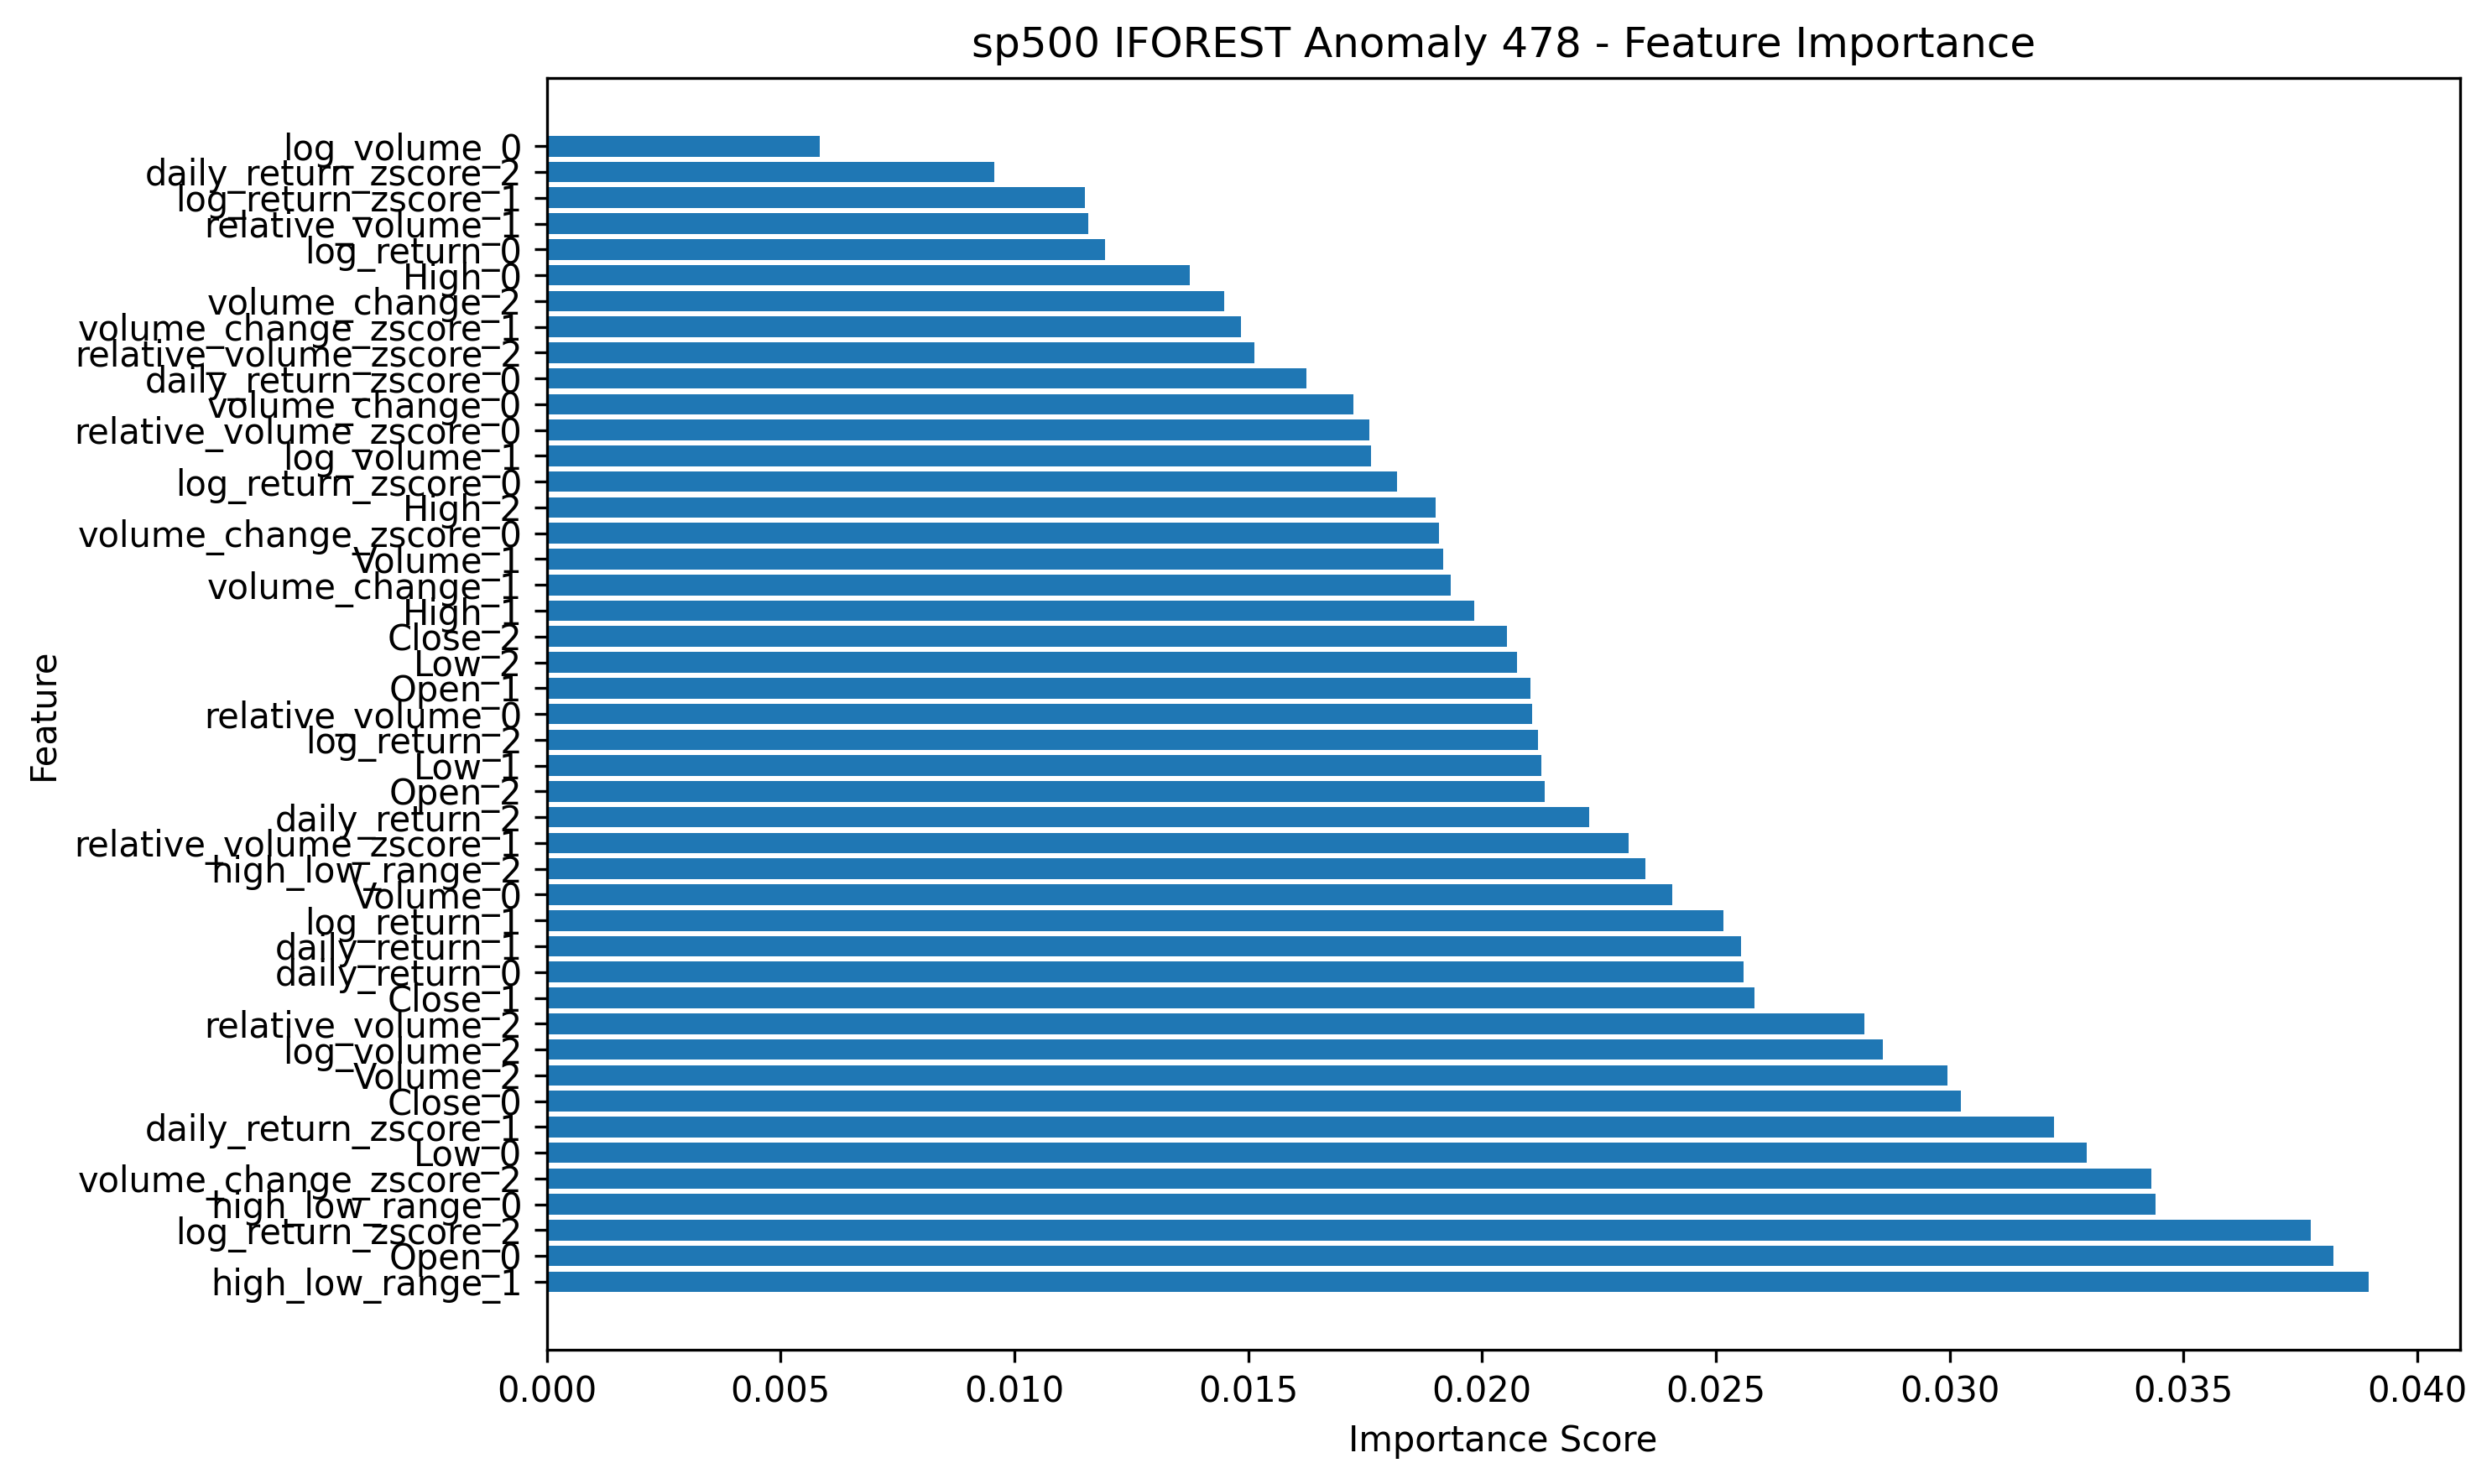 sp500 IFOREST Anomaly 478 - Feature Importance
log_volume_0
daily_return_zscore_2
log_return_zscore_1
relative_volume_1
log_return_0
High_0
volume_change_2
volume_change_zscore_1
relative_volume_zscore_2
daily_return_zscore_0
volume_change_0
relative_volume_zscore_0
log_volume_1
log_return_zscore_0
High_2
volume_change_zscore_0
Volume_1
volume_change_1
High_1
Close_2
Low_2
Open_1
relative_volume_0
log_return_2
Low_1
Open_2
daily_return_2
relative_volume_zscore_1
high_low_range_2
Volume_0
log_return_1
daily_return_1
daily_return_0
Close_1
relative_volume_2
log_volume_2
Volume_2
Close_0
daily_return_zscore_1
Low_0
volume_change_zscore_2
high_low_range_0
log_return_zscore_2
Open_0
high_low_range_1
Feature
0.000 0.005 0.010 0.015 0.020 0.025 0.030 0.035 0.040
Importance Score